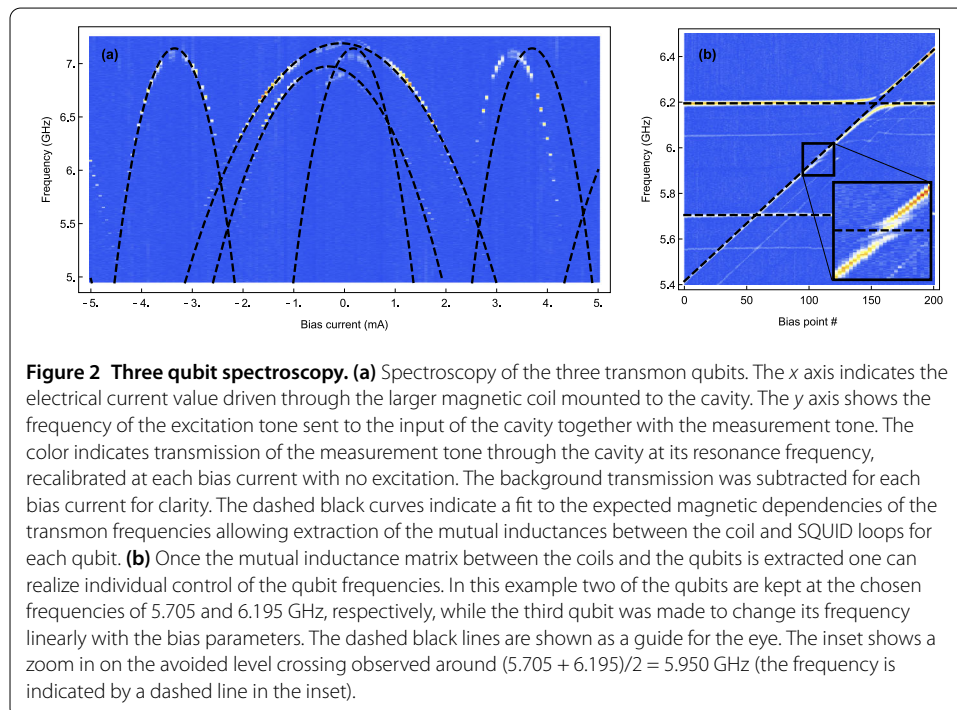 (a)
7.
6.5
6.
5.5
5.
Frequency (GHz)
-5. -4. -3. -2. -1. 0. 1. 2. 3. 4. 5.
Bias current (mA)
(b)
6.4
6.2
6.
5.8
5.6
5.4
Frequency (GHz)
0 50 100 150 200
Bias point #
Figure 2 Three qubit spectroscopy. (a) Spectroscopy of the three transmon qubits. The x axis indicates the
electrical current value driven through the larger magnetic coil mounted to the cavity. The y axis shows the
frequency of the excitation tone sent to the input of the cavity together with the measurement tone. The
color indicates transmission of the measurement tone through the cavity at its resonance frequency,
recalibrated at each bias current with no excitation. The background transmission was subtracted for each
bias current for clarity. The dashed black curves indicate a fit to the expected magnetic dependencies of the
transmon frequencies allowing extraction of the mutual inductances between the coil and SQUID loops for
each qubit. (b) Once the mutual inductance matrix between the coils and the qubits is extracted one can
realize individual control of the qubit frequencies. In this example two of the qubits are kept at the chosen
frequencies of 5.705 and 6.195 GHz, respectively, while the third qubit was made to change its frequency
linearly with the bias parameters. The dashed black lines are shown as a guide for the eye. The inset shows a
zoom in on the avoided level crossing observed around (5.705 + 6.195)/2 = 5.950 GHz (the frequency is
indicated by a dashed line in the inset).